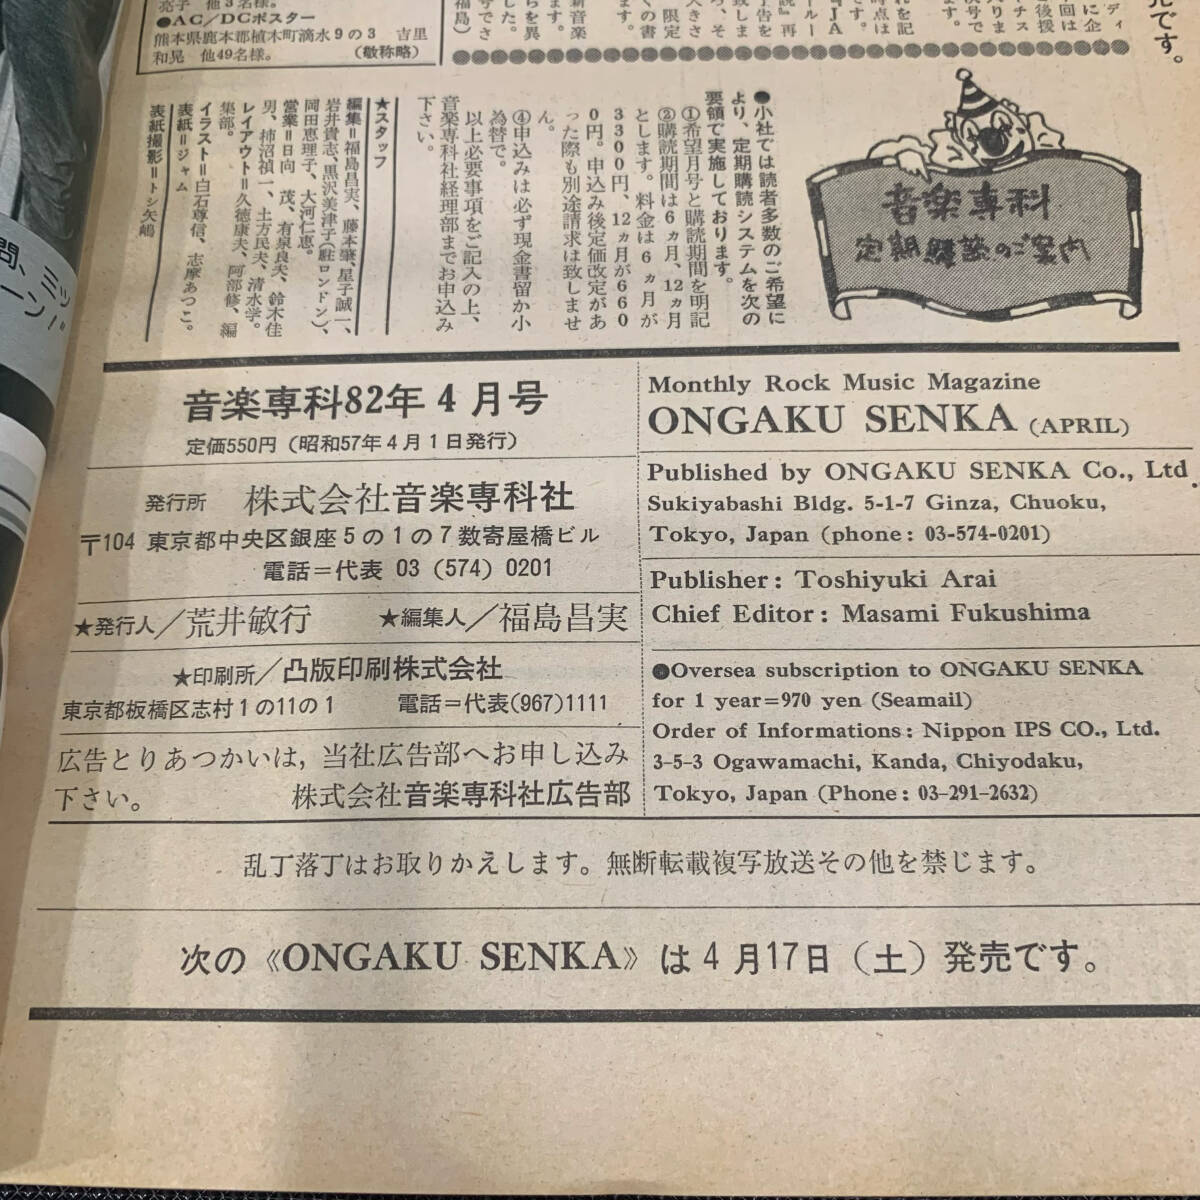 亮子　他3名様。
●AC/DCポスター
熊本県鹿本郡植木町滴水9の3　吉里
和晃　他49名様。　（敬称略）
売です。
音楽専科
定期購読のご案内
●小社では読者多数のご希望に
より、定期購読システムを次の
要領で実施しております。
①希望月号と購読期間を明記
②購読期間は6ヵ月、12ヵ月
とします。料金は6ヵ月が
3300円、12ヵ月が660
0円。申込み後定価改定があ
った際も別途請求は致しませ
ん。
④申込みは必ず現金書留か小
為替で。
以上必要事項をご記入の上、
音楽専科社経理部までお申込み
下さい。
★スタッフ
編集＝福島昌実、藤本肇、星子誠一、
岩井貴志、黒沢美津子（駐ロンドン）、
岡田恵理子、大河仁恵。
営業＝日向　茂、有泉良夫、鈴木佳
男、柿沼禎一、土方民夫、清水学。
レイアウト＝久徳康夫、阿部修、編
集部。
イラスト＝白石尊信、志摩あつこ。
表紙＝ジャム
表紙撮影＝トシ矢嶋
音楽専科82年4月号
定価550円（昭和57年4月1日発行）
発行所　株式会社音楽専科社
〒104 東京都中央区銀座5の1の7数寄屋橋ビル
電話＝代表 03（574）0201
★発行人／荒井敏行　★編集人／福島昌実
★印刷所／凸版印刷株式会社
東京都板橋区志村1の11の1　電話＝代表(967)1111
広告とりあつかいは，当社広告部へお申し込み
下さい。　株式会社音楽専科社広告部
Monthly Rock Music Magazine
ONGAKU SENKA (APRIL)
Published by ONGAKU SENKA Co., Ltd.
Sukiyabashi Bldg. 5-1-7 Ginza, Chuoku,
Tokyo, Japan (phone: 03-574-0201)
Publisher: Toshiyuki Arai
Chief Editor: Masami Fukushima
●Oversea subscription to ONGAKU SENKA
for 1 year=970 yen (Seamail)
Order of Informations: Nippon IPS CO., Ltd.
3-5-3 Ogawamachi, Kanda, Chiyodaku,
Tokyo, Japan (Phone: 03-291-2632)
乱丁落丁はお取りかえします。無断転載複写放送その他を禁じます。
次の《ONGAKU SENKA》は4月17日（土）発売です。